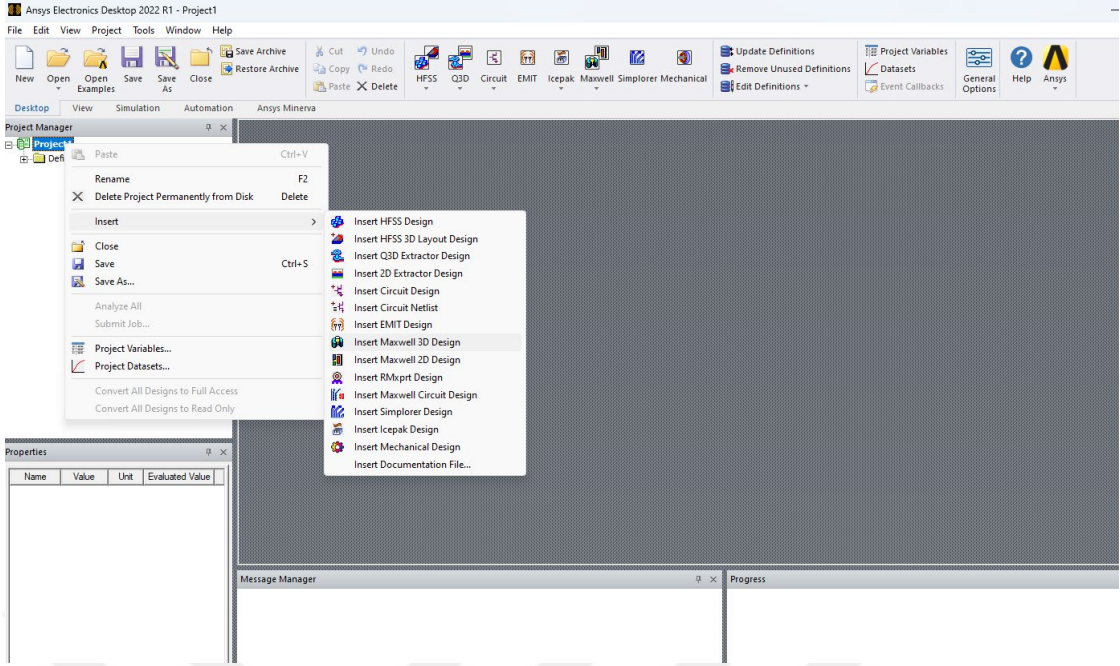 Ansys Electronics Desktop 2022 R1 - Project1
File Edit View Project Tools Window Help
New Open Open Examples Save Save As Close
Save Archive
Restore Archive
Cut Undo
Copy Redo
Paste Delete
HFSS Q3D Circuit EMIT Icepak Maxwell Simplorer Mechanical
Update Definitions
Remove Unused Definitions
Edit Definitions
Project Variables
Datasets
Event Callbacks
General Options
Help Ansys
Desktop View Simulation Automation Ansys Minerva
Project Manager
Project
Defi
Paste Ctrl+V
Rename F2
Delete Project Permanently from Disk Delete
Insert
Close
Save Ctrl+S
Save As...
Analyze All
Submit Job...
Project Variables...
Project Datasets...
Convert All Designs to Full Access
Convert All Designs to Read Only
Insert HFSS Design
Insert HFSS 3D Layout Design
Insert Q3D Extractor Design
Insert 2D Extractor Design
Insert Circuit Design
Insert Circuit Netlist
Insert EMIT Design
Insert Maxwell 3D Design
Insert Maxwell 2D Design
Insert RMxprt Design
Insert Maxwell Circuit Design
Insert Simplorer Design
Insert Icepak Design
Insert Mechanical Design
Insert Documentation File...
Properties
Name Value Unit Evaluated Value
Message Manager
Progress